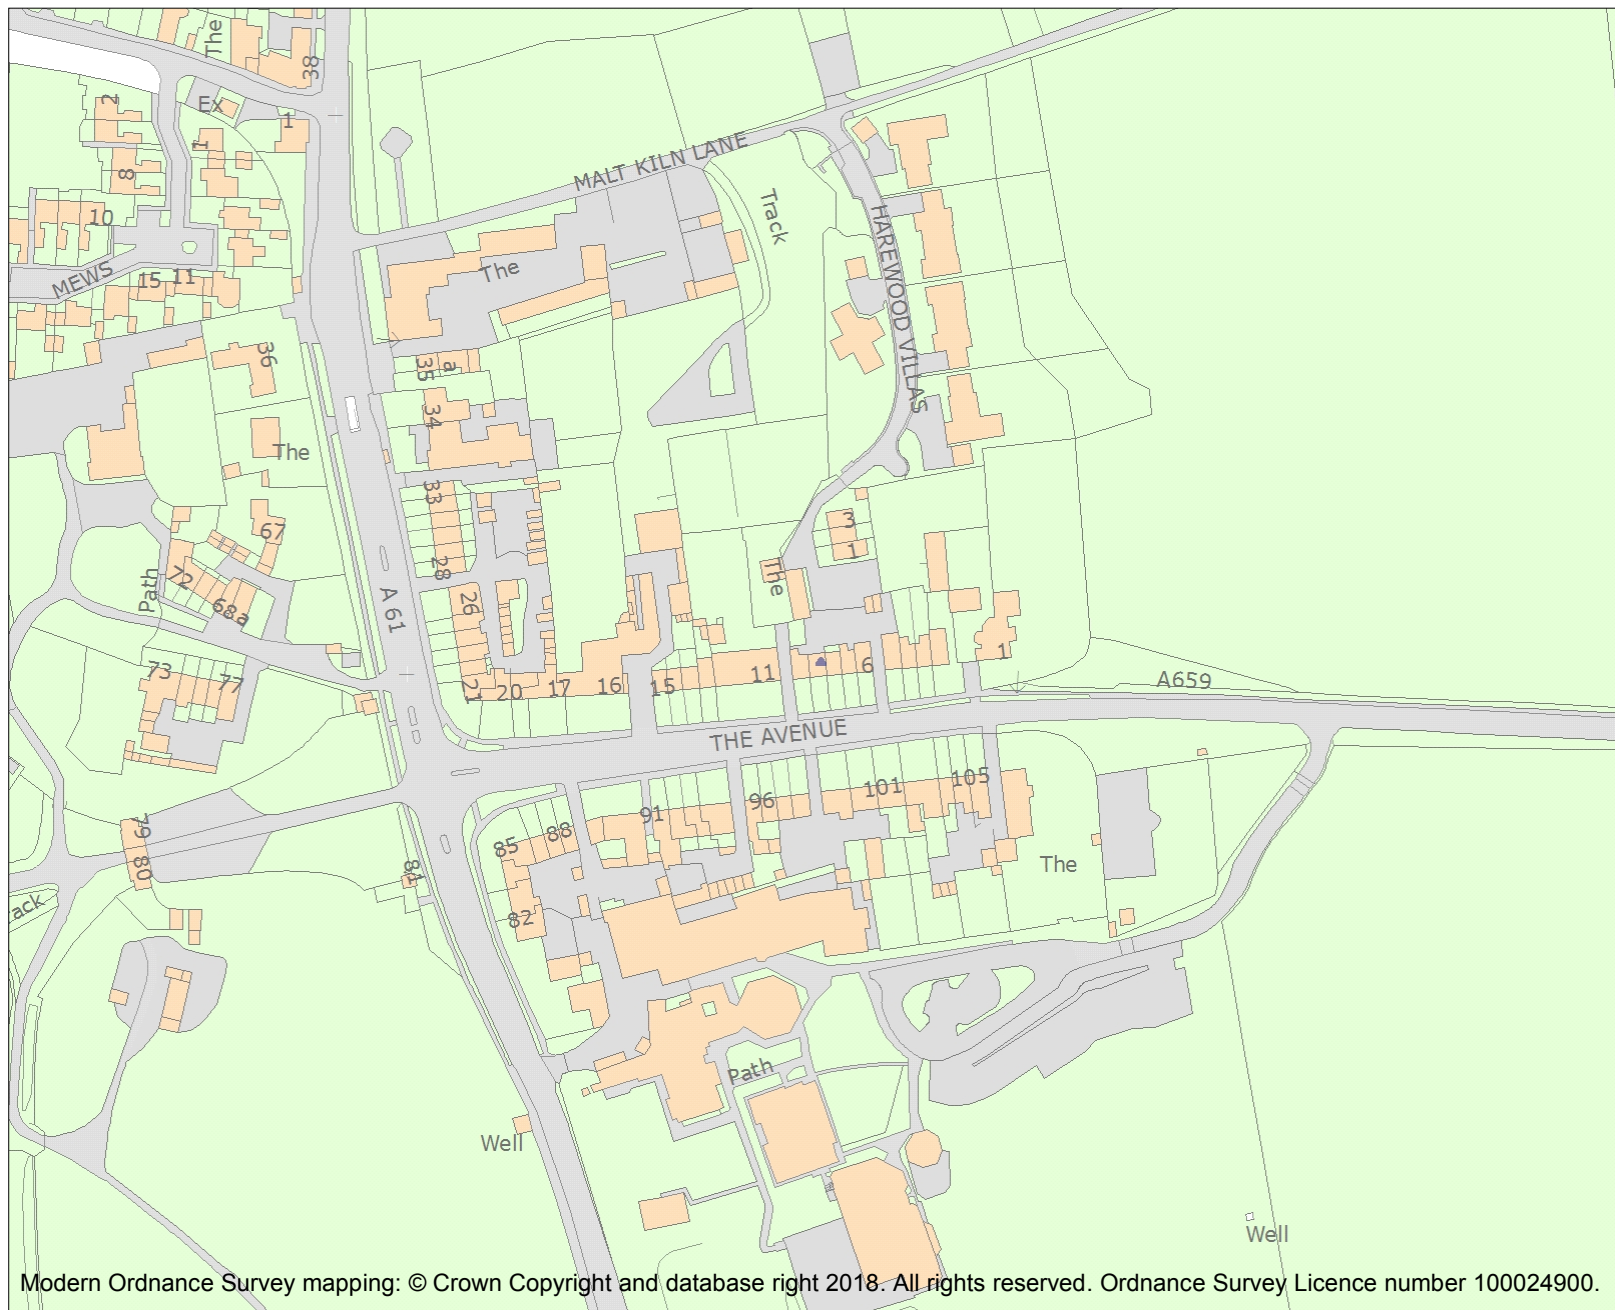 The
38
2
Ex
1
1
MALT KILN LANE
8
Track
10
HAREWOOD VILLAS
The
MEWS
15
11
36
35
a
34
The
33
3
67
1
28
The
72
Path
A 61
26
68a
73
77
21
20
17
16
15
11
6
1
A659
THE AVENUE
105
101
96
91
79
88
85
80
81
The
82
ack
Path
Well
Well
Modern Ordnance Survey mapping: © Crown Copyright and database right 2018. All rights reserved. Ordnance Survey Licence number 100024900.